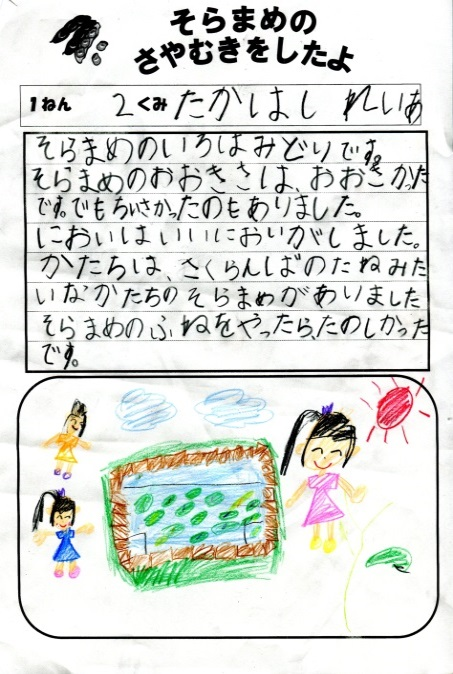 そらまめの
さやむきをしたよ
1ねん 2くみ たかはし れいあ
そらまめのいろはみどりです。
そらまめのおおきさは、おおきかった
です。でもちいさかったのもありました。
においはいいにおいがしました。
かたちは、さくらんぼのたねみた
いなかたちのそらまめがありました
そらまめのふねをやったら、たのしかった
です。